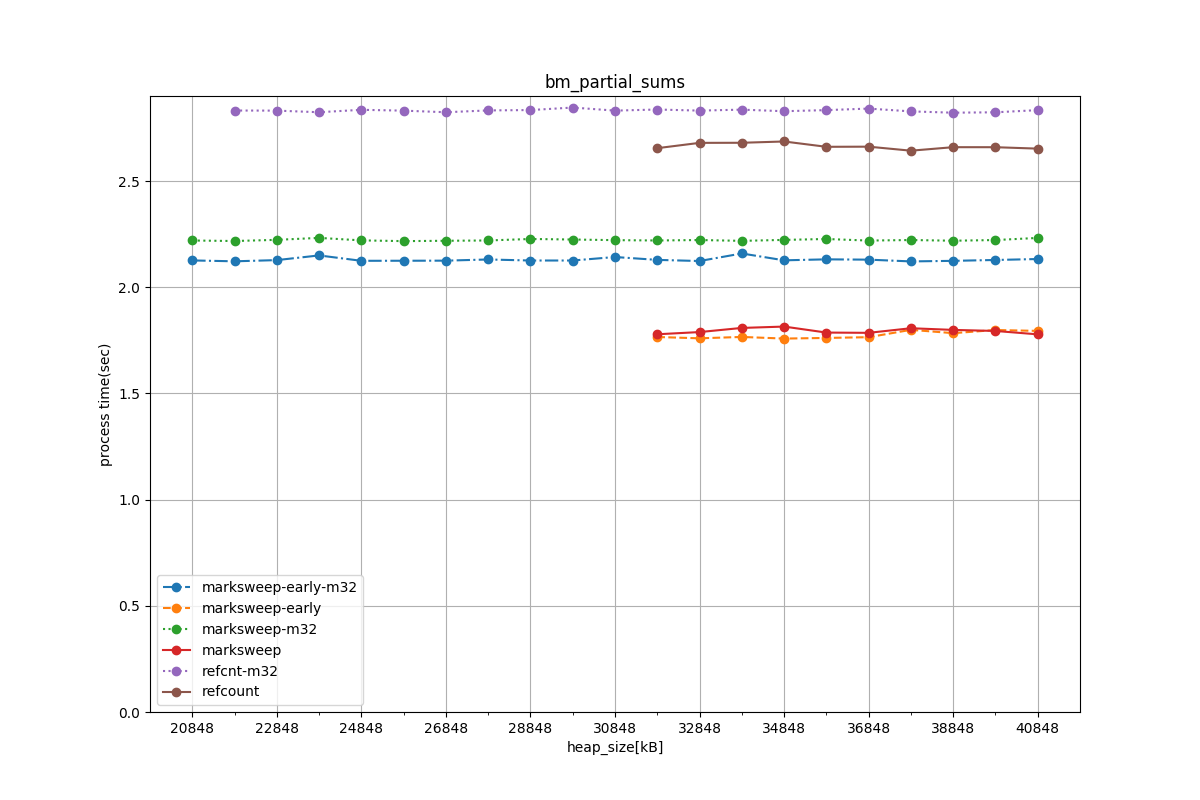 bm_partial_sums
process time(sec)
2.5
2.0
1.5
1.0
0.5
0.0
marksweep-early-m32
marksweep-early
marksweep-m32
marksweep
refcnt-m32
refcount
20848 22848 24848 26848 28848 30848 32848 34848 36848 38848 40848
heap_size[kB]